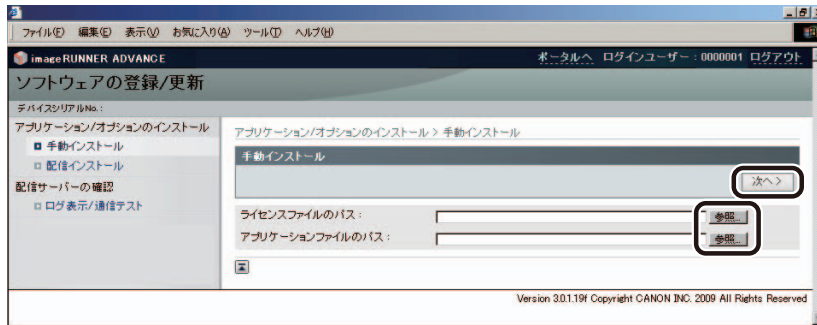 ファイル(F) 編集(E) 表示(V) お気に入り(A) ツール(T) ヘルプ(H)
imageRUNNER ADVANCE ポータルへ ログインユーザー : 0000001 ログアウト
ソフトウェアの登録/更新
デバイスシリアルNo. :
アプリケーション/オプションのインストール
手動インストール
配信インストール
配信サーバーの確認
ログ表示/通信テスト
アプリケーション/オプションのインストール > 手動インストール
手動インストール
次へ >
ライセンスファイルのパス : 参照...
アプリケーションファイルのパス : 参照...
Version 3.0.1.19f Copyright CANON INC. 2009 All Rights Reserved